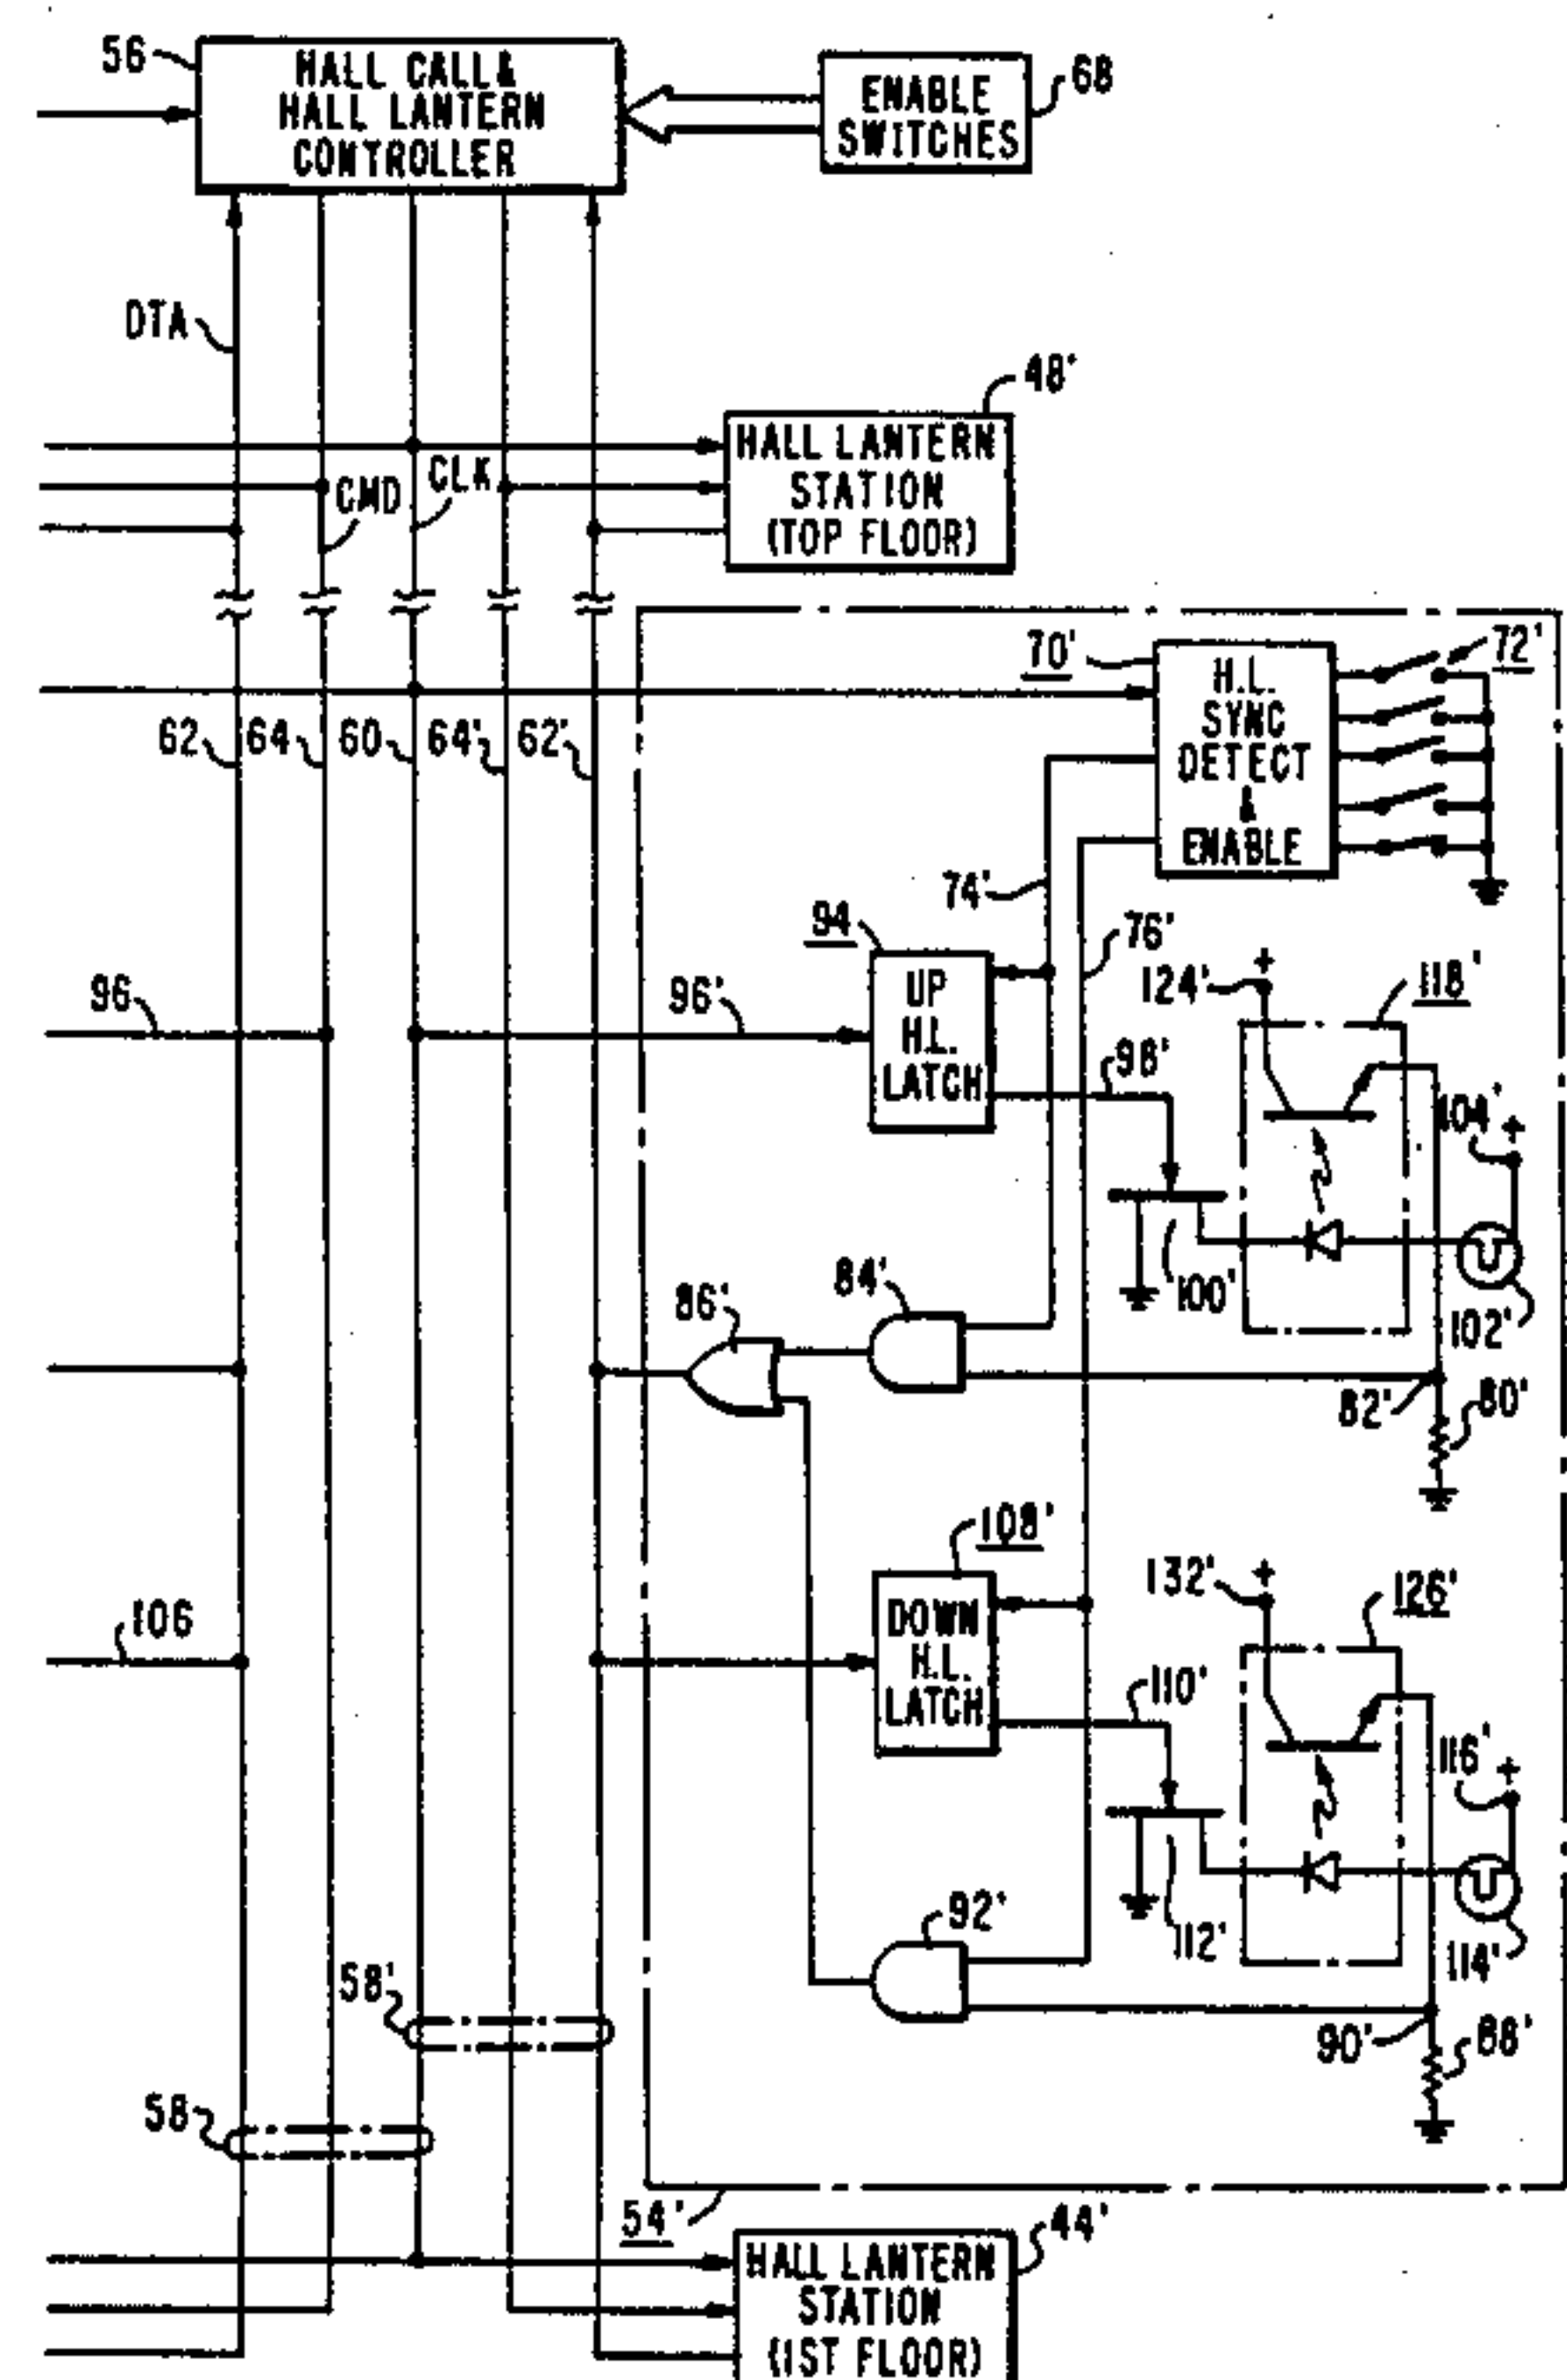 56
HALL CALL &
HALL LANTERN
CONTROLLER
ENABLE
SWITCHES
68
DTA
48'
HALL LANTERN
STATION
(TOP FLOOR)
CMD
CLK
70'
H.L.
SYNC
DETECT
&
ENABLE
72'
62
64
60
64'
62'
74'
76'
94
UP
H.L.
LATCH
96
96'
98'
124'
+
118'
104'
+
100'
102'
84'
86'
82'
80'
108'
DOWN
H.L.
LATCH
106
110'
132'
+
126'
116'
+
112'
114'
92'
90'
88'
58'
58
54'
44'
HALL LANTERN
STATION
(1ST FLOOR)